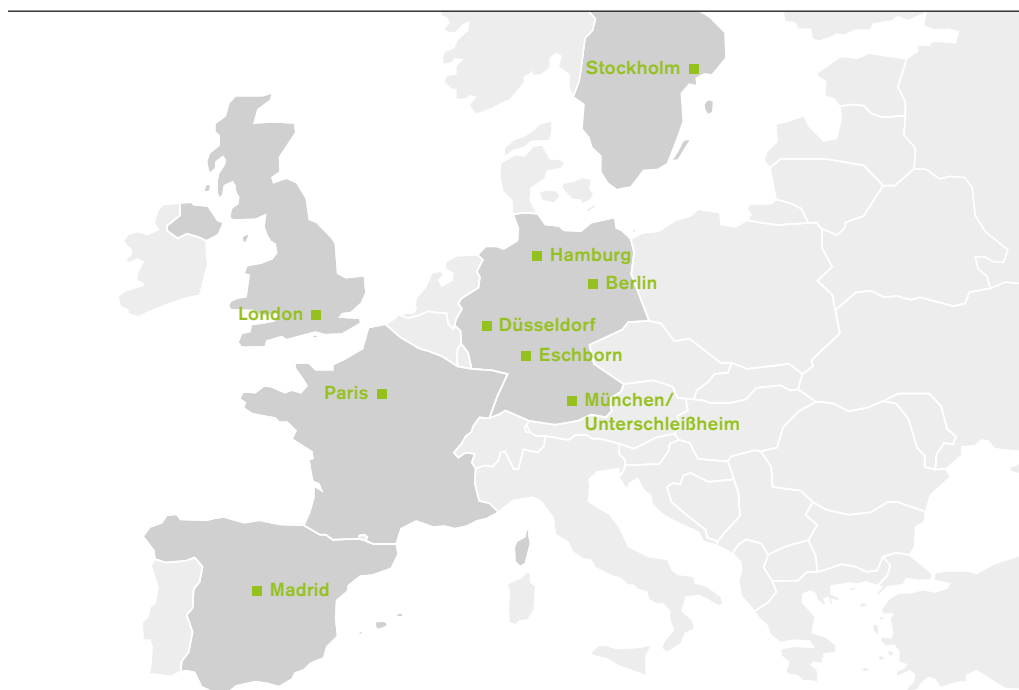 Stockholm
Hamburg
Berlin
London
Düsseldorf
Eschborn
Paris
München/
Unterschleißheim
Madrid